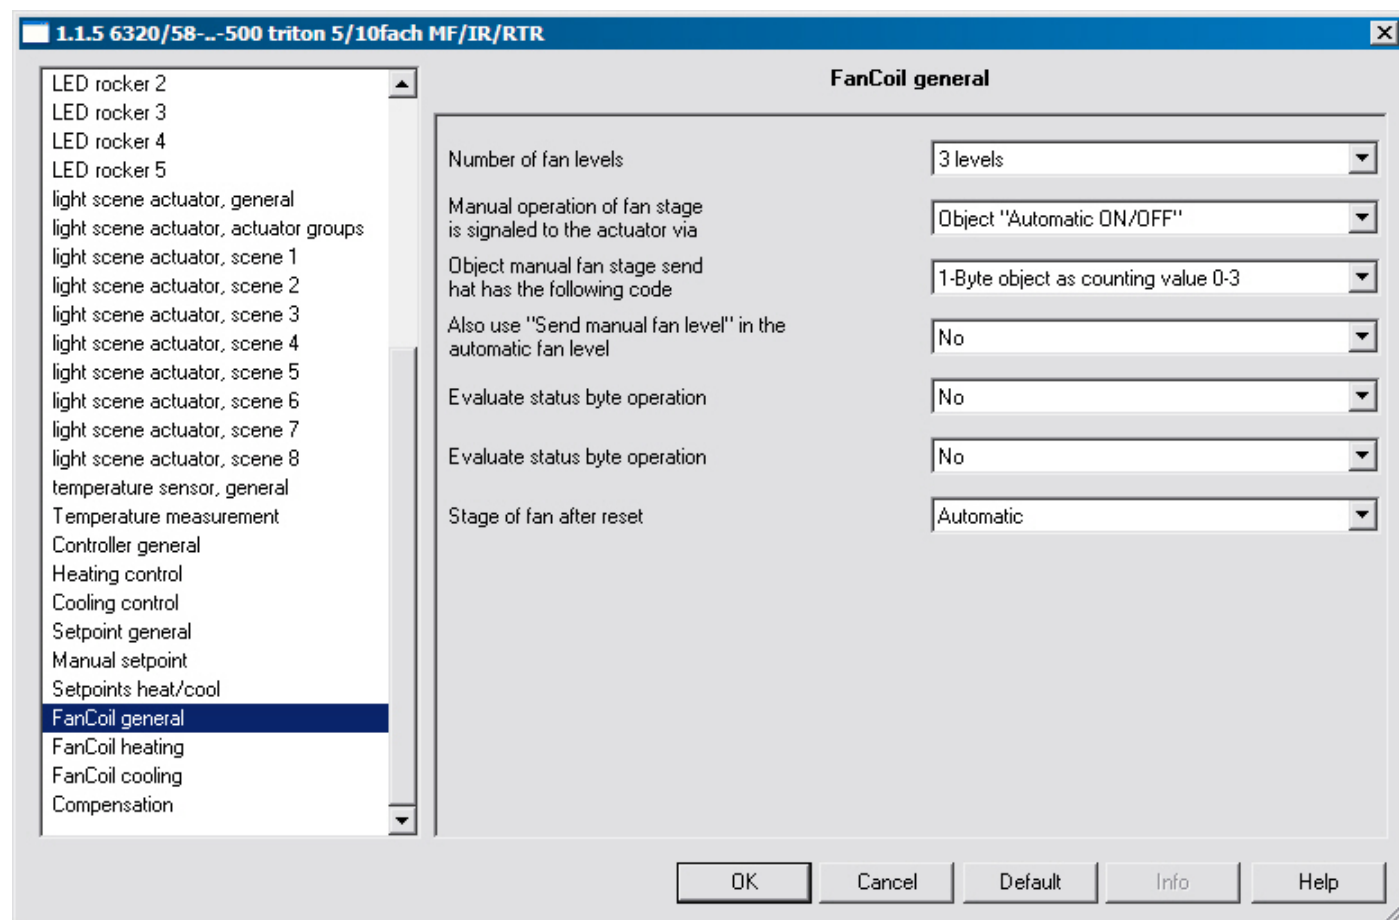 1.1.5 6320/58-..-500 triton 5/10fach MF/IR/RTR
LED rocker 2
LED rocker 3
LED rocker 4
LED rocker 5
light scene actuator, general
light scene actuator, actuator groups
light scene actuator, scene 1
light scene actuator, scene 2
light scene actuator, scene 3
light scene actuator, scene 4
light scene actuator, scene 5
light scene actuator, scene 6
light scene actuator, scene 7
light scene actuator, scene 8
temperature sensor, general
Temperature measurement
Controller general
Heating control
Cooling control
Setpoint general
Manual setpoint
Setpoints heat/cool
FanCoil general
FanCoil heating
FanCoil cooling
Compensation
FanCoil general
Number of fan levels
3 levels
Manual operation of fan stage
is signaled to the actuator via
Object "Automatic ON/OFF"
Object manual fan stage send
hat has the following code
1-Byte object as counting value 0-3
Also use "Send manual fan level" in the
automatic fan level
No
Evaluate status byte operation
No
Evaluate status byte operation
No
Stage of fan after reset
Automatic
OK
Cancel
Default
Info
Help